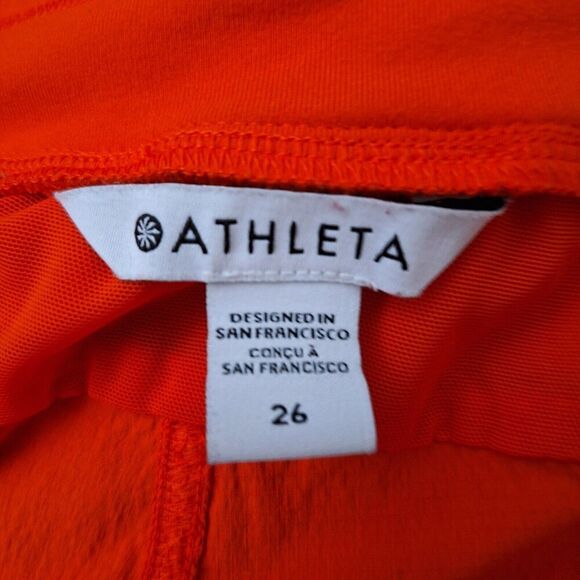 ATHLETA
DESIGNED IN
SAN FRANCISCO
CONÇU À
SAN FRANCISCO
26